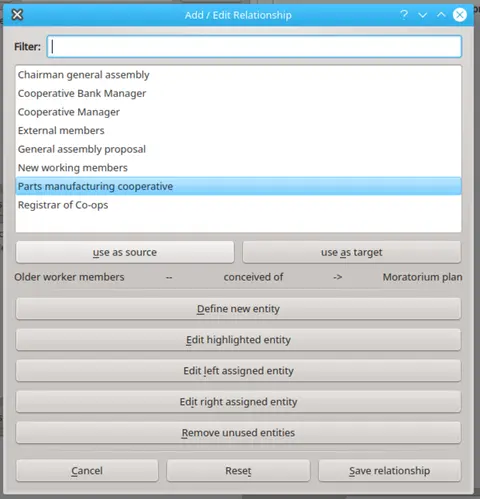 Add / Edit Relationship
Filter:
Chairman general assembly
Cooperative Bank Manager
Cooperative Manager
External members
General assembly proposal
New working members
Parts manufacturing cooperative
Registrar of Co-ops
use as source use as target
Older worker members -- conceived of -> Moratorium plan
Define new entity
Edit highlighted entity
Edit left assigned entity
Edit right assigned entity
Remove unused entities
Cancel Reset Save relationship